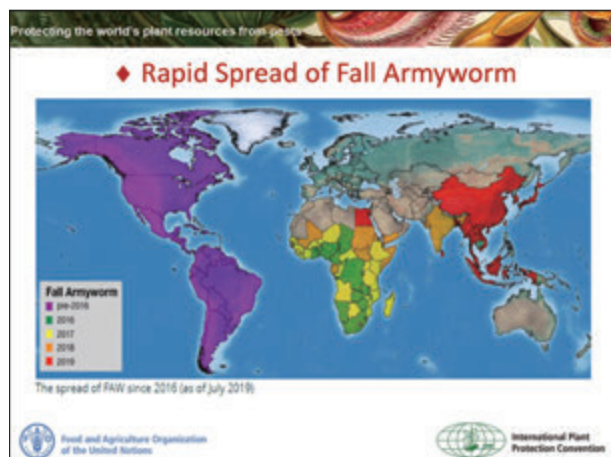 Protecting the world's plant resources from pests
♦ Rapid Spread of Fall Armyworm
Fall Armyworm
pre-2016
2016
2017
2018
2019
The spread of FAW since 2016 (as of July 2019)
Food and Agriculture Organization
of the United Nations
International Plant
Protection Convention